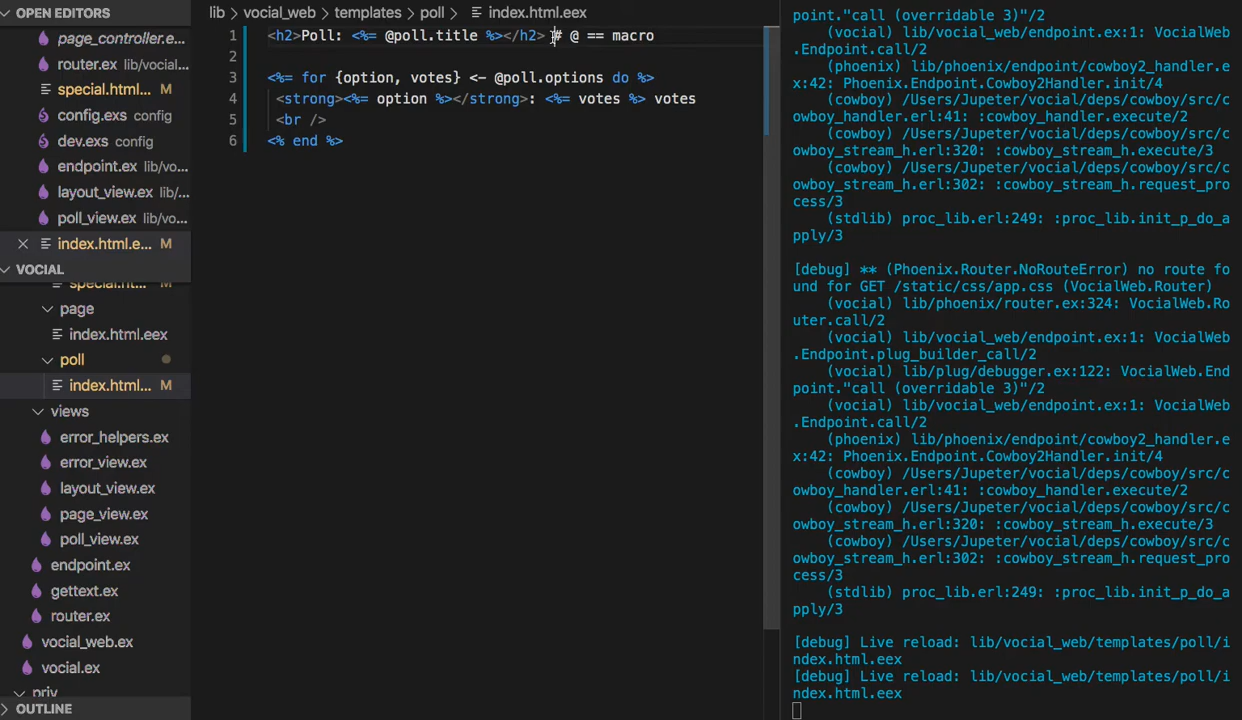 OPEN EDITORS
page_controller.e...
router.ex lib/vocial...
special.htm... M
config.exs config
dev.exs config
endpoint.ex lib/vo...
layout_view.ex lib/...
poll_view.ex lib/vo...
index.html.e... M
VOCIAL
special.ht... M
page
index.html.eex
poll
index.html... M
views
error_helpers.ex
error_view.ex
layout_view.ex
page_view.ex
poll_view.ex
endpoint.ex
gettext.ex
router.ex
vocial_web.ex
vocial.ex
priv
OUTLINE
lib > vocial_web > templates > poll > index.html.eex
1 <h2>Poll: <%= @poll.title %></h2> # @ == macro
2
3 <%= for {option, votes} <- @poll.options do %>
4 <strong><%= option %></strong>: <%= votes %> votes
5 <br />
6 <% end %>
point."call (overridable 3)"/2
(vocial) lib/vocial_web/endpoint.ex:1: Vocial
Web.Endpoint.call/2
(phoenix) lib/phoenix/endpoint/cowboy2_handler.e
x:42: Phoenix.Endpoint.Cowboy2Handler.init/4
(cowboy) /Users/Jupeter/vocial/deps/cowboy/src/c
owboy_handler.erl:41: :cowboy_handler.execute/2
(cowboy) /Users/Jupeter/vocial/deps/cowboy/src/
cowboy_stream_h.erl:320: :cowboy_stream_h.execute/3
(cowboy) /Users/Jupeter/vocial/deps/cowboy/src/
cowboy_stream_h.erl:302: :cowboy_stream_h.request_pro
cess/3
(stdlib) proc_lib.erl:249: :proc_lib.init_p_do_a
pply/3
[debug] ** (Phoenix.Router.NoRouteError) no route fo
und for GET /static/css/app.css (VocialWeb.Router)
(vocial) lib/phoenix/router.ex:324: VocialWeb.Ro
uter.call/2
(vocial) lib/vocial_web/endpoint.ex:1: VocialWeb
.Endpoint.plug_builder_call/2
(vocial) lib/plug/debugger.ex:122: VocialWeb.End
point."call (overridable 3)"/2
(vocial) lib/vocial_web/endpoint.ex:1: VocialWeb
.Endpoint.call/2
(phoenix) lib/phoenix/endpoint/cowboy2_handler.e
x:42: Phoenix.Endpoint.Cowboy2Handler.init/4
(cowboy) /Users/Jupeter/vocial/deps/cowboy/src/
cowboy_handler.erl:41: :cowboy_handler.execute/2
(cowboy) /Users/Jupeter/vocial/deps/cowboy/src/
cowboy_stream_h.erl:320: :cowboy_stream_h.execute/3
(cowboy) /Users/Jupeter/vocial/deps/cowboy/src/
cowboy_stream_h.erl:302: :cowboy_stream_h.request_pro
cess/3
(stdlib) proc_lib.erl:249: :proc_lib.init_p_do_a
pply/3
[debug] Live reload: lib/vocial_web/templates/poll/i
ndex.html.eex
[debug] Live reload: lib/vocial_web/templates/poll/i
ndex.html.eex